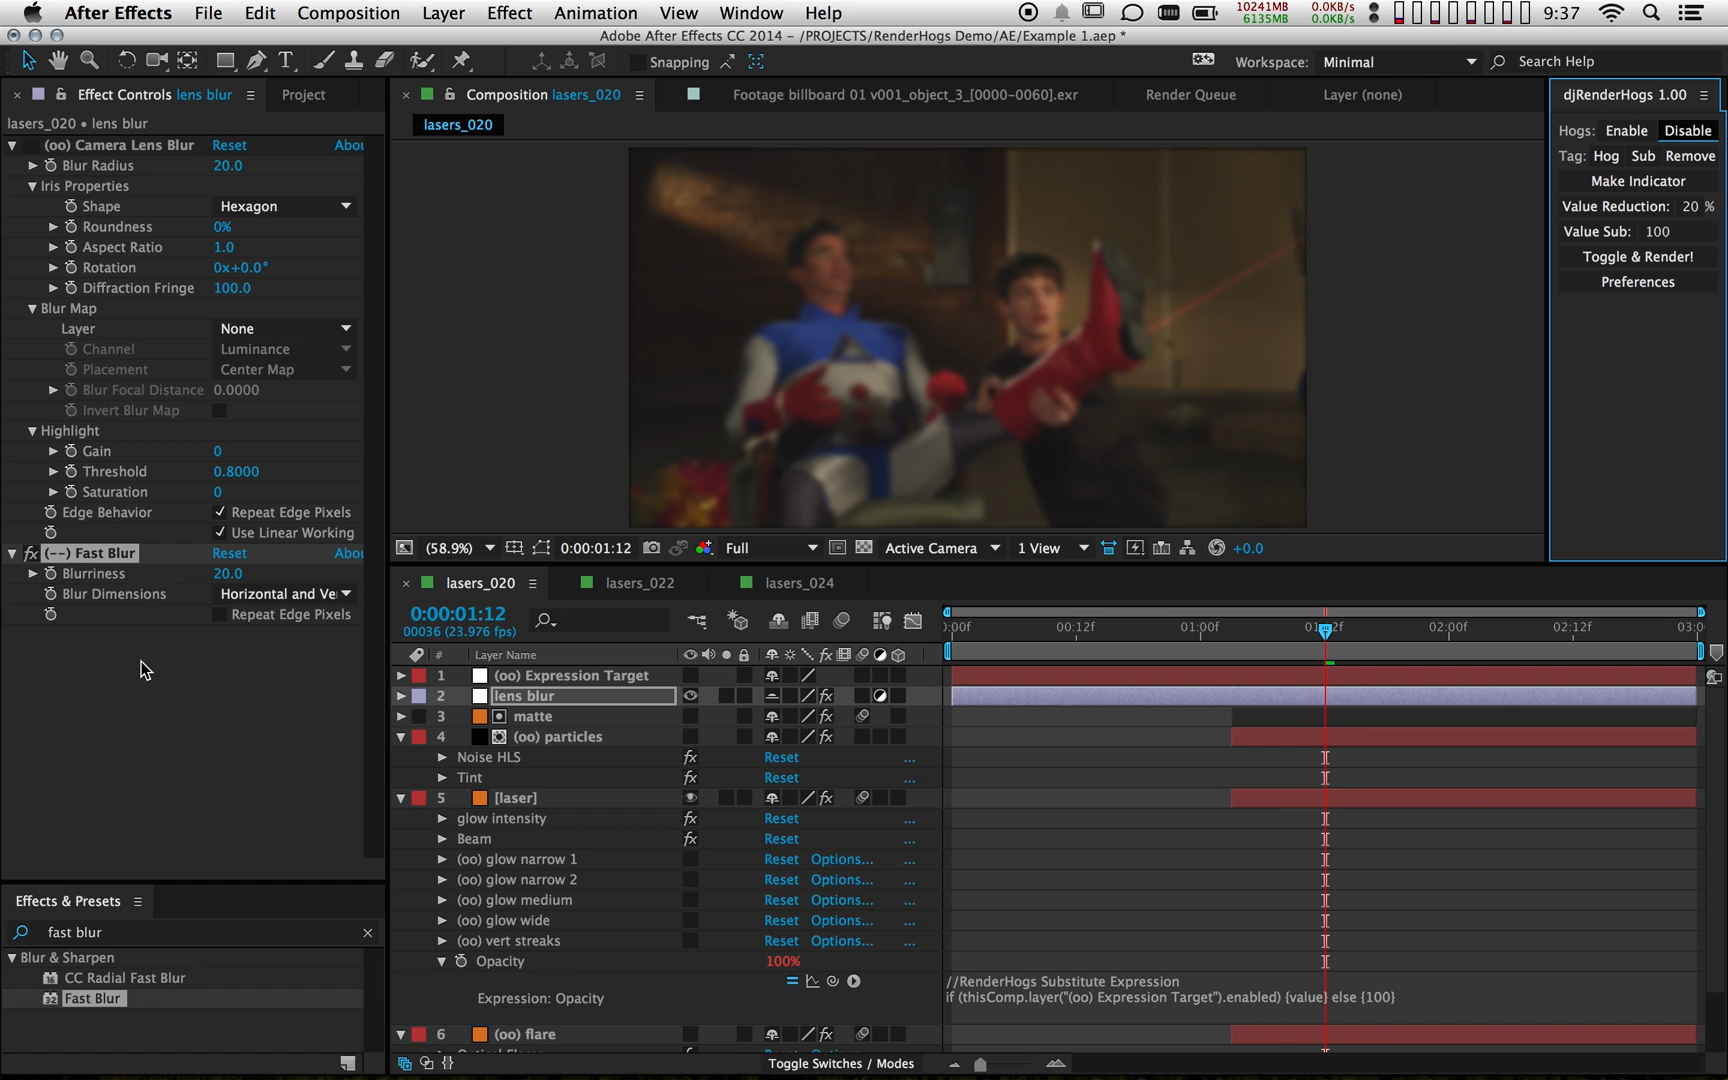 After Effects File Edit Composition Layer Effect Animation View Window Help 10241MB 6135MB 0.0KB/s 0.0KB/s 9:37
Adobe After Effects CC 2014 - /PROJECTS/RenderHogs Demo/AE/Example 1.aep *
Snapping Workspace: Minimal Search Help
Effect Controls lens blur Project
lasers_020 • lens blur
(oo) Camera Lens Blur Reset Abou
Blur Radius 20.0
Iris Properties
Shape Hexagon
Roundness 0%
Aspect Ratio 1.0
Rotation 0x+0.0°
Diffraction Fringe 100.0
Blur Map
Layer None
Channel Luminance
Placement Center Map
Blur Focal Distance 0.0000
Invert Blur Map
Highlight
Gain 0
Threshold 0.8000
Saturation 0
Edge Behavior Repeat Edge Pixels
Use Linear Working
fx (--) Fast Blur Reset Abou
Blurriness 20.0
Blur Dimensions Horizontal and Ve
Repeat Edge Pixels
Effects & Presets
fast blur
Blur & Sharpen
CC Radial Fast Blur
Fast Blur
Composition lasers_020 Footage billboard 01 v001_object_3_[0000-0060].exr Render Queue Layer (none)
lasers_020
(58.9%) 0:00:01:12 Full Active Camera 1 View +0.0
djRenderHogs 1.00
Hogs: Enable Disable
Tag: Hog Sub Remove
Make Indicator
Value Reduction: 20 %
Value Sub: 100
Toggle & Render!
Preferences
lasers_020 lasers_022 lasers_024
0:00:01:12
00036 (23.976 fps)
):00f 00:12f 01:00f 01:12f 02:00f 02:12f 03:0
# Layer Name fx
1 (oo) Expression Target
2 lens blur fx
3 matte fx
4 (oo) particles fx
Noise HLS fx Reset ...
Tint fx Reset ...
5 [laser] fx
glow intensity fx Reset ...
Beam fx Reset ...
(oo) glow narrow 1 Reset Options... ...
(oo) glow narrow 2 Reset Options... ...
(oo) glow medium Reset Options... ...
(oo) glow wide Reset Options... ...
(oo) vert streaks Reset Options... ...
Opacity 100%
Expression: Opacity
//RenderHogs Substitute Expression
if (thisComp.layer("(oo) Expression Target").enabled) {value} else {100}
6 (oo) flare fx
Toggle Switches / Modes